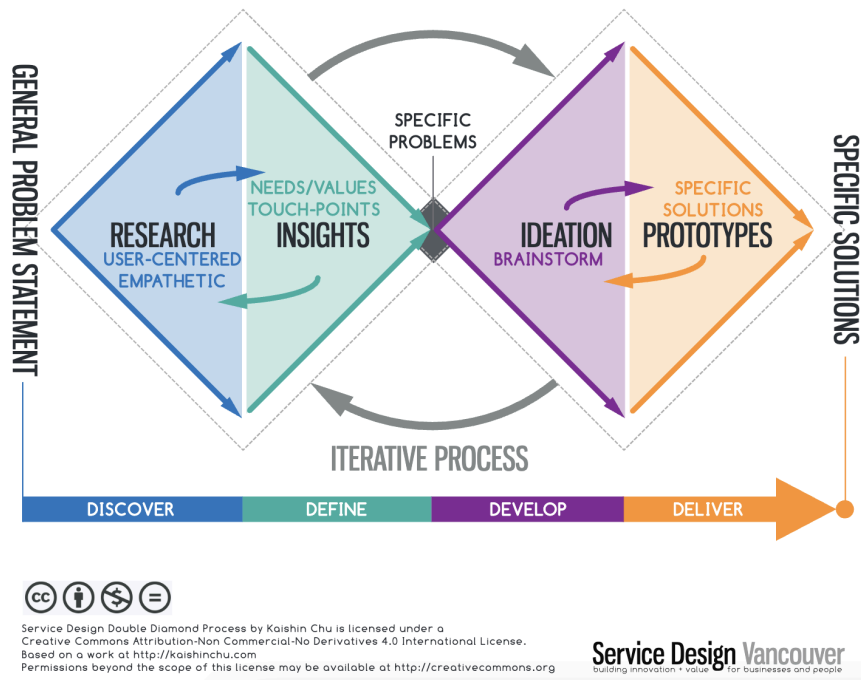 GENERAL PROBLEM STATEMENT
SPECIFIC
PROBLEMS
NEEDS/VALUES
TOUCH-POINTS
RESEARCH
INSIGHTS
USER-CENTERED
EMPATHETIC
SPECIFIC
SOLUTIONS
IDEATION
PROTOTYPES
BRAINSTORM
SPECIFIC SOLUTIONS
ITERATIVE PROCESS
DISCOVER
DEFINE
DEVELOP
DELIVER
cc
Service Design Double Diamond Process by Kaishin Chu is licensed under a
Creative Commons Attribution-Non Commercial-No Derivatives 4.0 International License.
Based on a work at http://kaishinchu.com
Permissions beyond the scope of this license may be available at http://creativecommons.org
Service Design Vancouver
building innovation + value for businesses and people